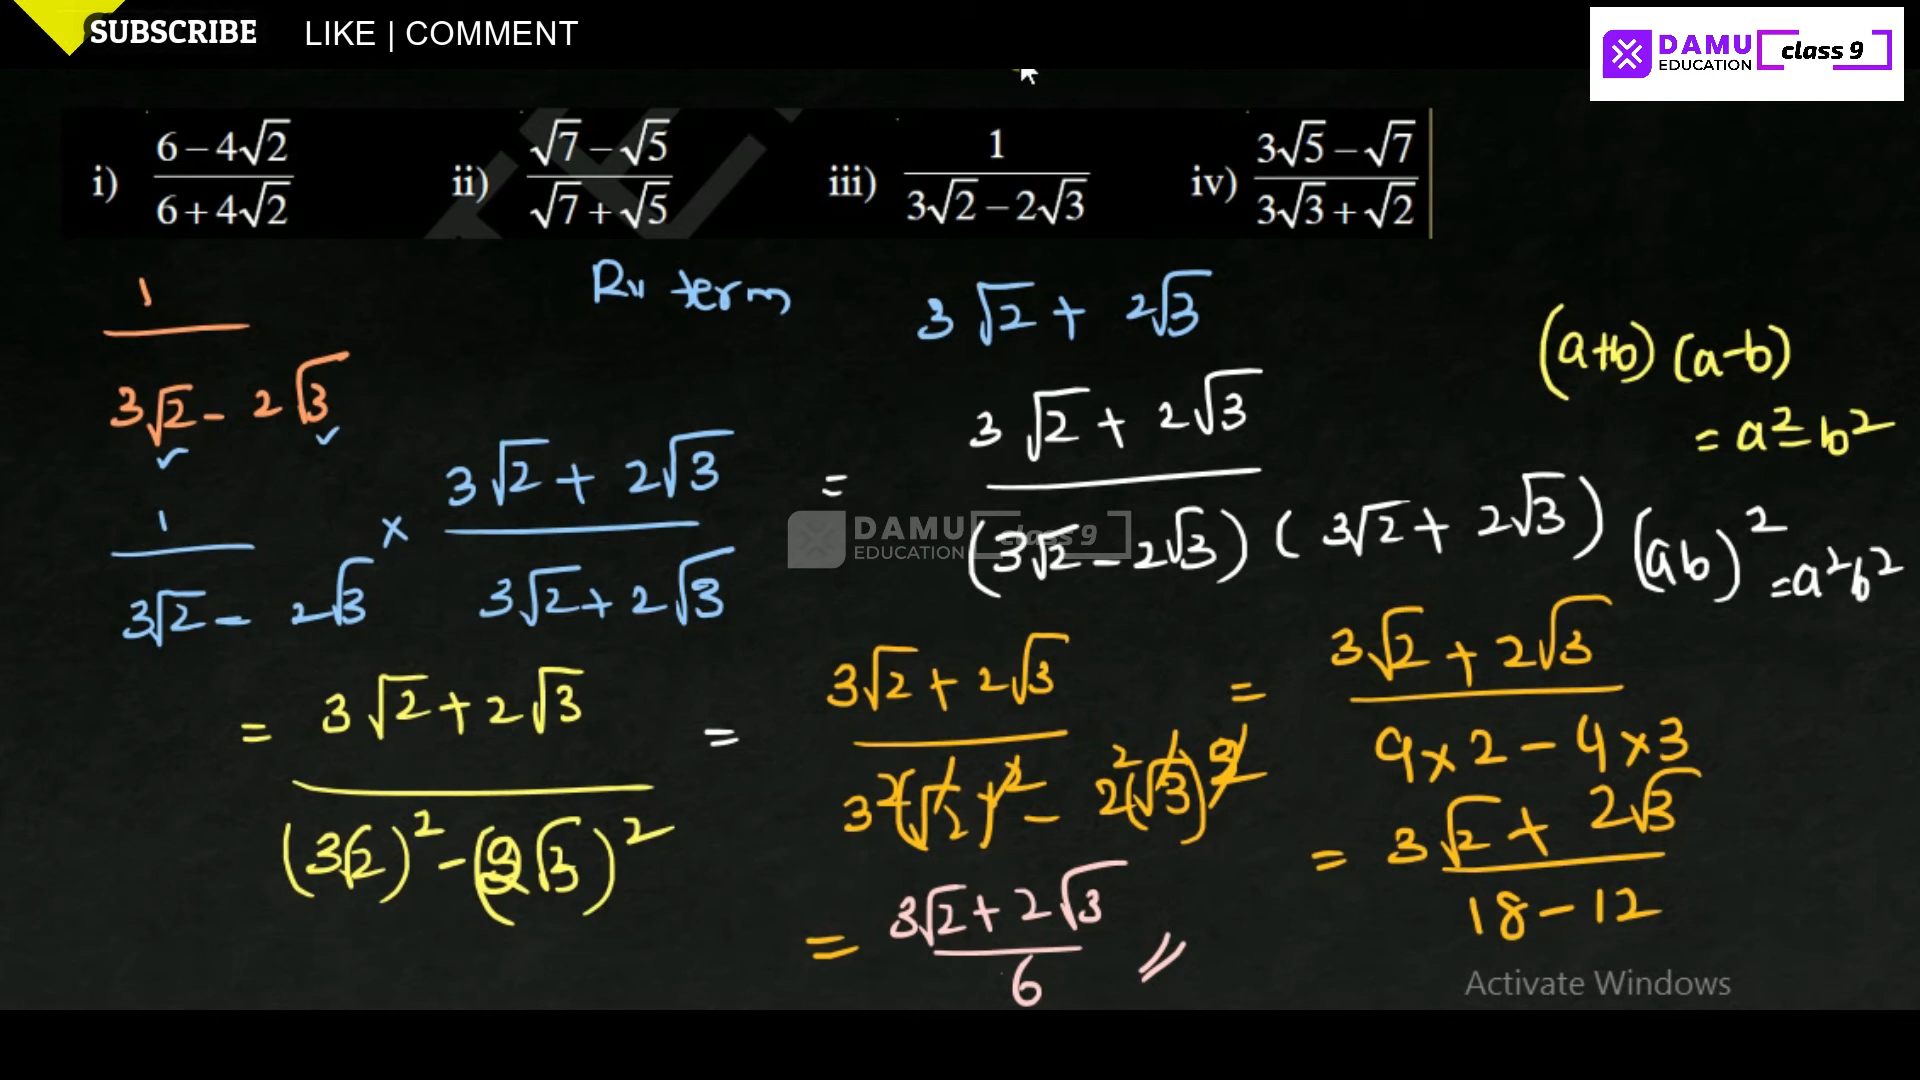 SUBSCRIBE LIKE | COMMENT
DAMU EDUCATION class 9
i) (6 − 4√2)/(6 + 4√2) ii) (√7 − √5)/(√7 + √5) iii) 1/(3√2 − 2√3) iv) (3√5 − √7)/(3√3 + √2)
1/(3√2 − 2√3)
term 3√2 + 2√3
1/(3√2 − 2√3) × (3√2 + 2√3)/(3√2 + 2√3) = (3√2 + 2√3)/((3√2 − 2√3)(3√2 + 2√3))
(a+b)(a−b)
= a² − b²
(ab)² = a²b²
DAMU EDUCATION class 9
= (3√2 + 2√3)/((3√2)² − (2√3)²) = (3√2 + 2√3)/(3²(√2)² − 2²(√3)²) = (3√2 + 2√3)/(9×2 − 4×3)
= (3√2 + 2√3)/(18 − 12)
= (3√2 + 2√3)/6 //
Activate Windows